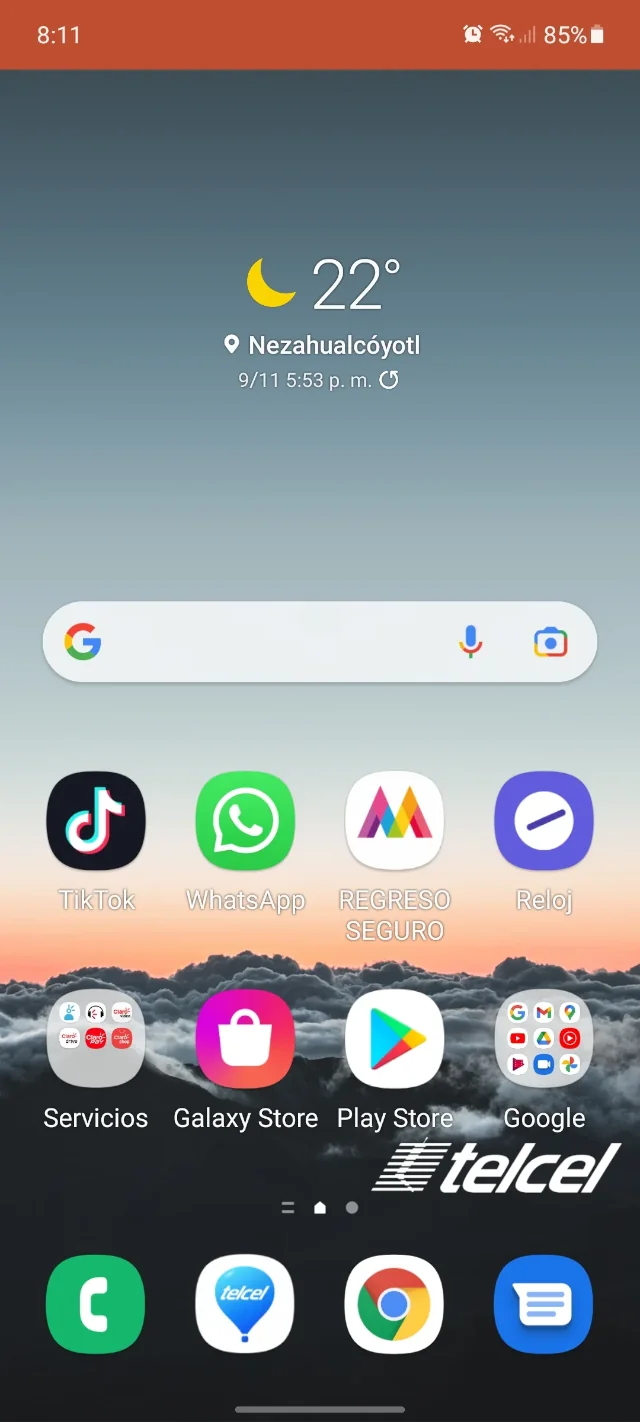 8:11
85%
22°
Nezahualcóyotl
9/11 5:53 p. m.
TikTok
WhatsApp
REGRESO
SEGURO
Reloj
Servicios
Galaxy Store
Play Store
Google
telcel
telcel